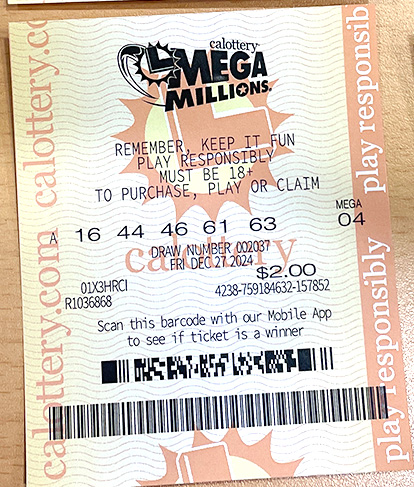 calottery
MEGA
MILLIONS
REMEMBER, KEEP IT FUN
PLAY RESPONSIBLY
MUST BE 18+
TO PURCHASE, PLAY OR CLAIM
MEGA
A 16 44 46 61 63 04
DRAW NUMBER 002037
FRI DEC 27 2024
$2.00
01X3HRCI 4238-759184632-157852
R1036868
Scan this barcode with our Mobile App
to see if ticket is a winner
calottery
calottery.com calottery.c
play responsibly play responsib